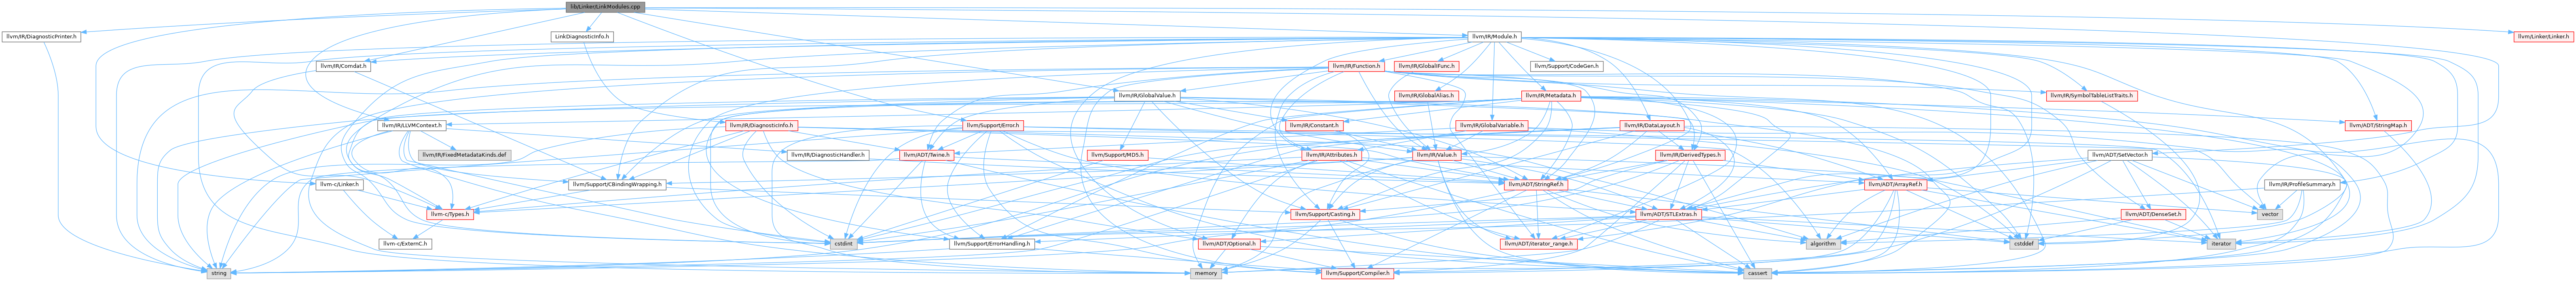 lib/Linker/LinkModules.cpp
llvm/IR/DiagnosticPrinter.h
LinkDiagnosticInfo.h
llvm/IR/Module.h
llvm/Linker/Linker.h
llvm/IR/Comdat.h
llvm/IR/Function.h
llvm/IR/GlobalIFunc.h
llvm/Support/CodeGen.h
llvm/IR/GlobalValue.h
llvm/IR/GlobalAlias.h
llvm/IR/Metadata.h
llvm/IR/SymbolTableListTraits.h
llvm/IR/LLVMContext.h
llvm/IR/DiagnosticInfo.h
llvm/Support/Error.h
llvm/IR/Constant.h
llvm/IR/GlobalVariable.h
llvm/IR/DataLayout.h
llvm/ADT/StringMap.h
llvm/IR/FixedMetadataKinds.def
llvm/IR/DiagnosticHandler.h
llvm/ADT/Twine.h
llvm/Support/MD5.h
llvm/IR/Attributes.h
llvm/IR/Value.h
llvm/IR/DerivedTypes.h
llvm/ADT/SetVector.h
llvm-c/Linker.h
llvm/Support/CBindingWrapping.h
llvm/ADT/StringRef.h
llvm/ADT/ArrayRef.h
llvm/IR/ProfileSummary.h
llvm-c/Types.h
llvm/Support/Casting.h
llvm/ADT/STLExtras.h
llvm/ADT/DenseSet.h
vector
llvm-c/ExternC.h
cstdint
llvm/Support/ErrorHandling.h
llvm/ADT/Optional.h
llvm/ADT/iterator_range.h
algorithm
cstddef
iterator
string
memory
llvm/Support/Compiler.h
cassert